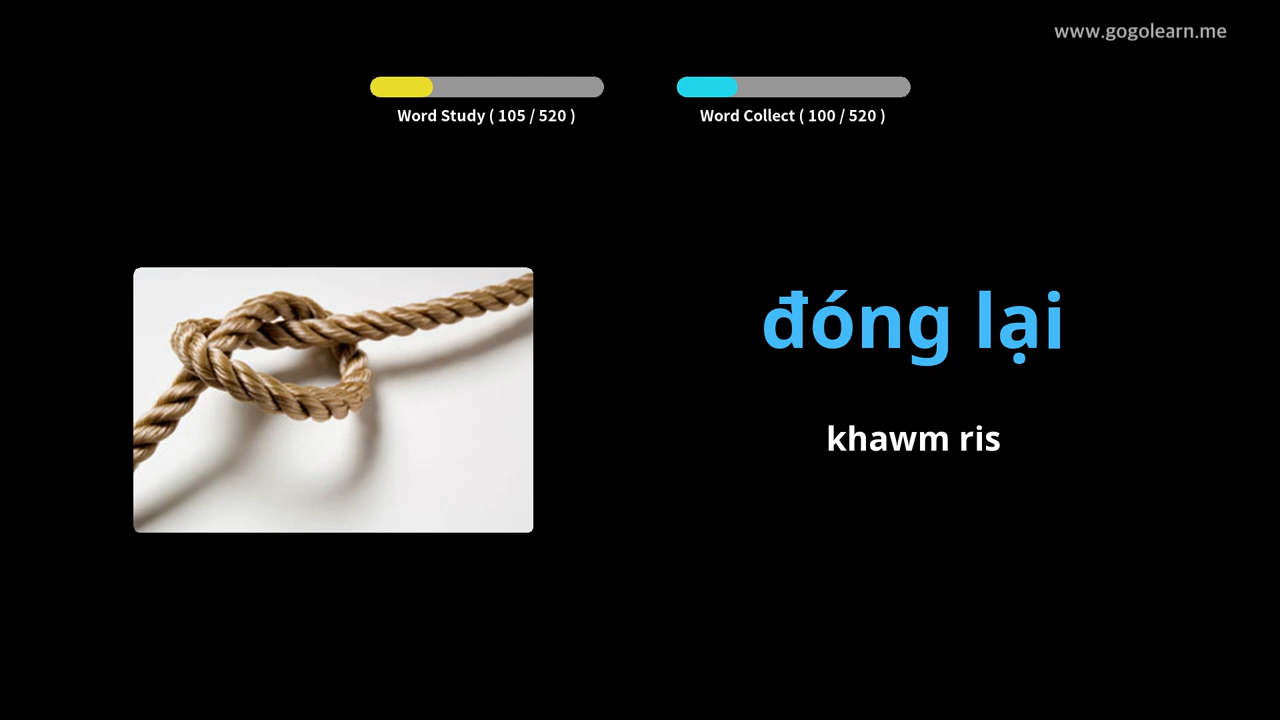 www.gogolearn.me
Word Study ( 105 / 520 )
Word Collect ( 100 / 520 )
đóng lại
khawm ris